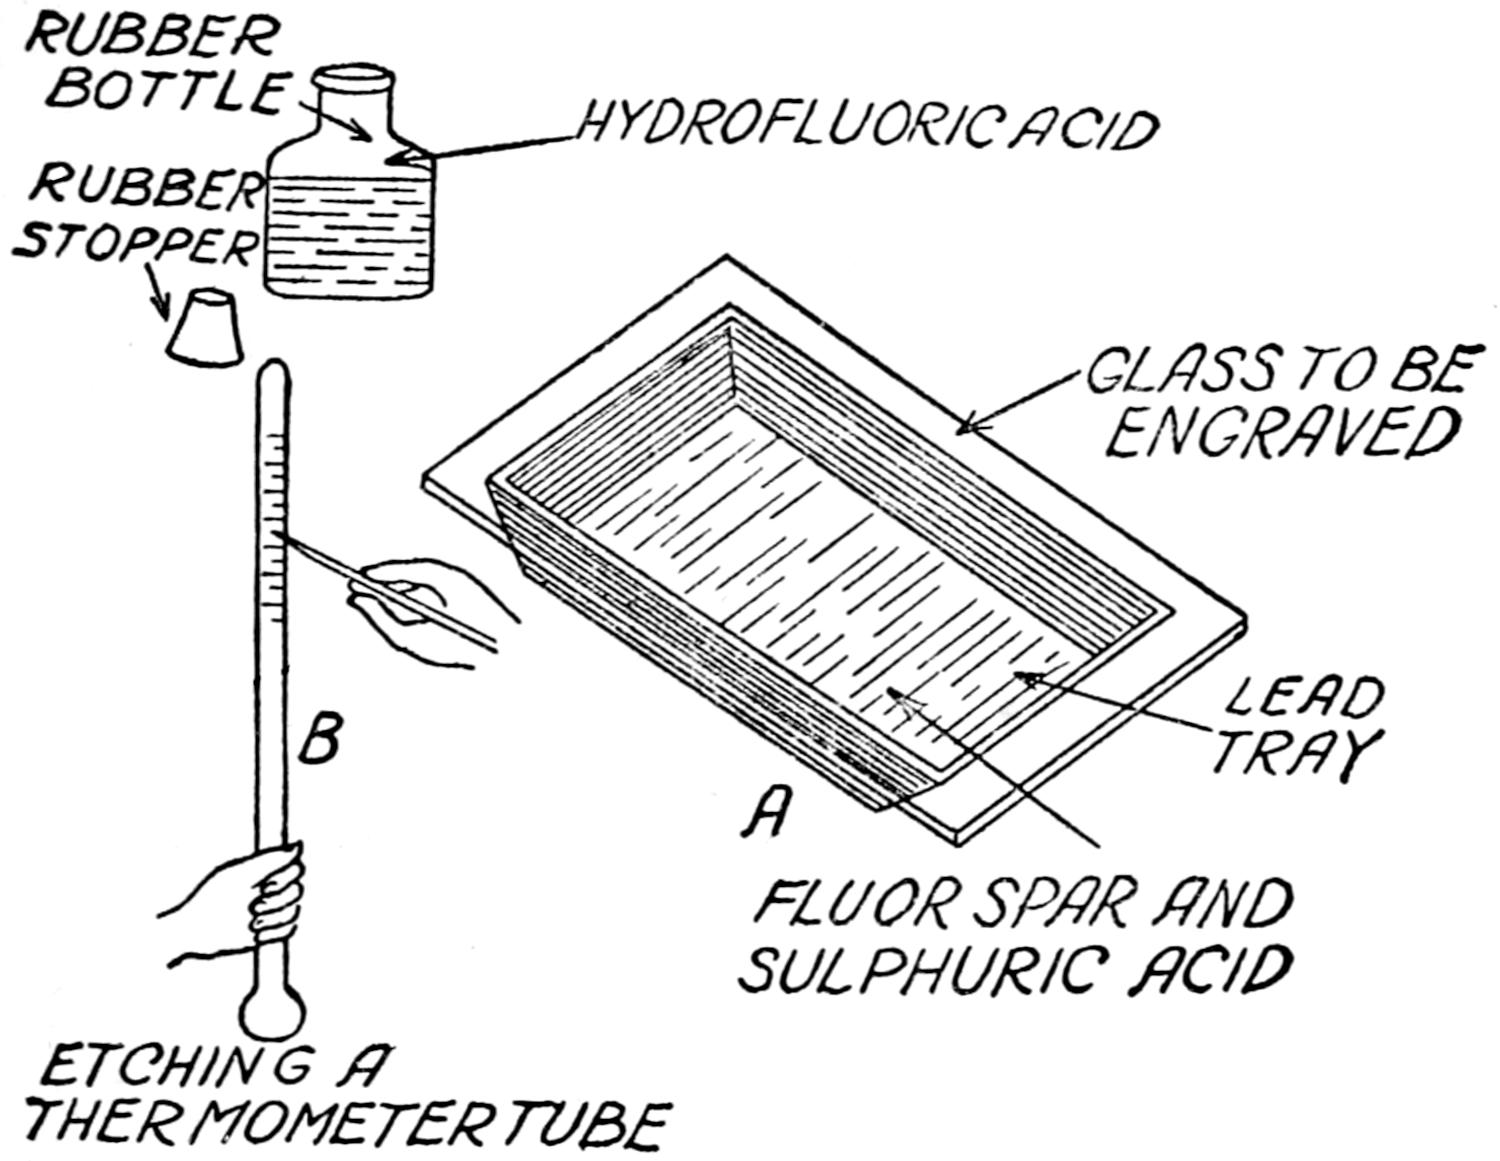 RUBBER
BOTTLE
HYDROFLUORIC ACID
RUBBER
STOPPER
GLASS TO BE
ENGRAVED
LEAD
TRAY
B
A
FLUOR SPAR AND
SULPHURIC ACID
ETCHING A
THERMOMETER TUBE